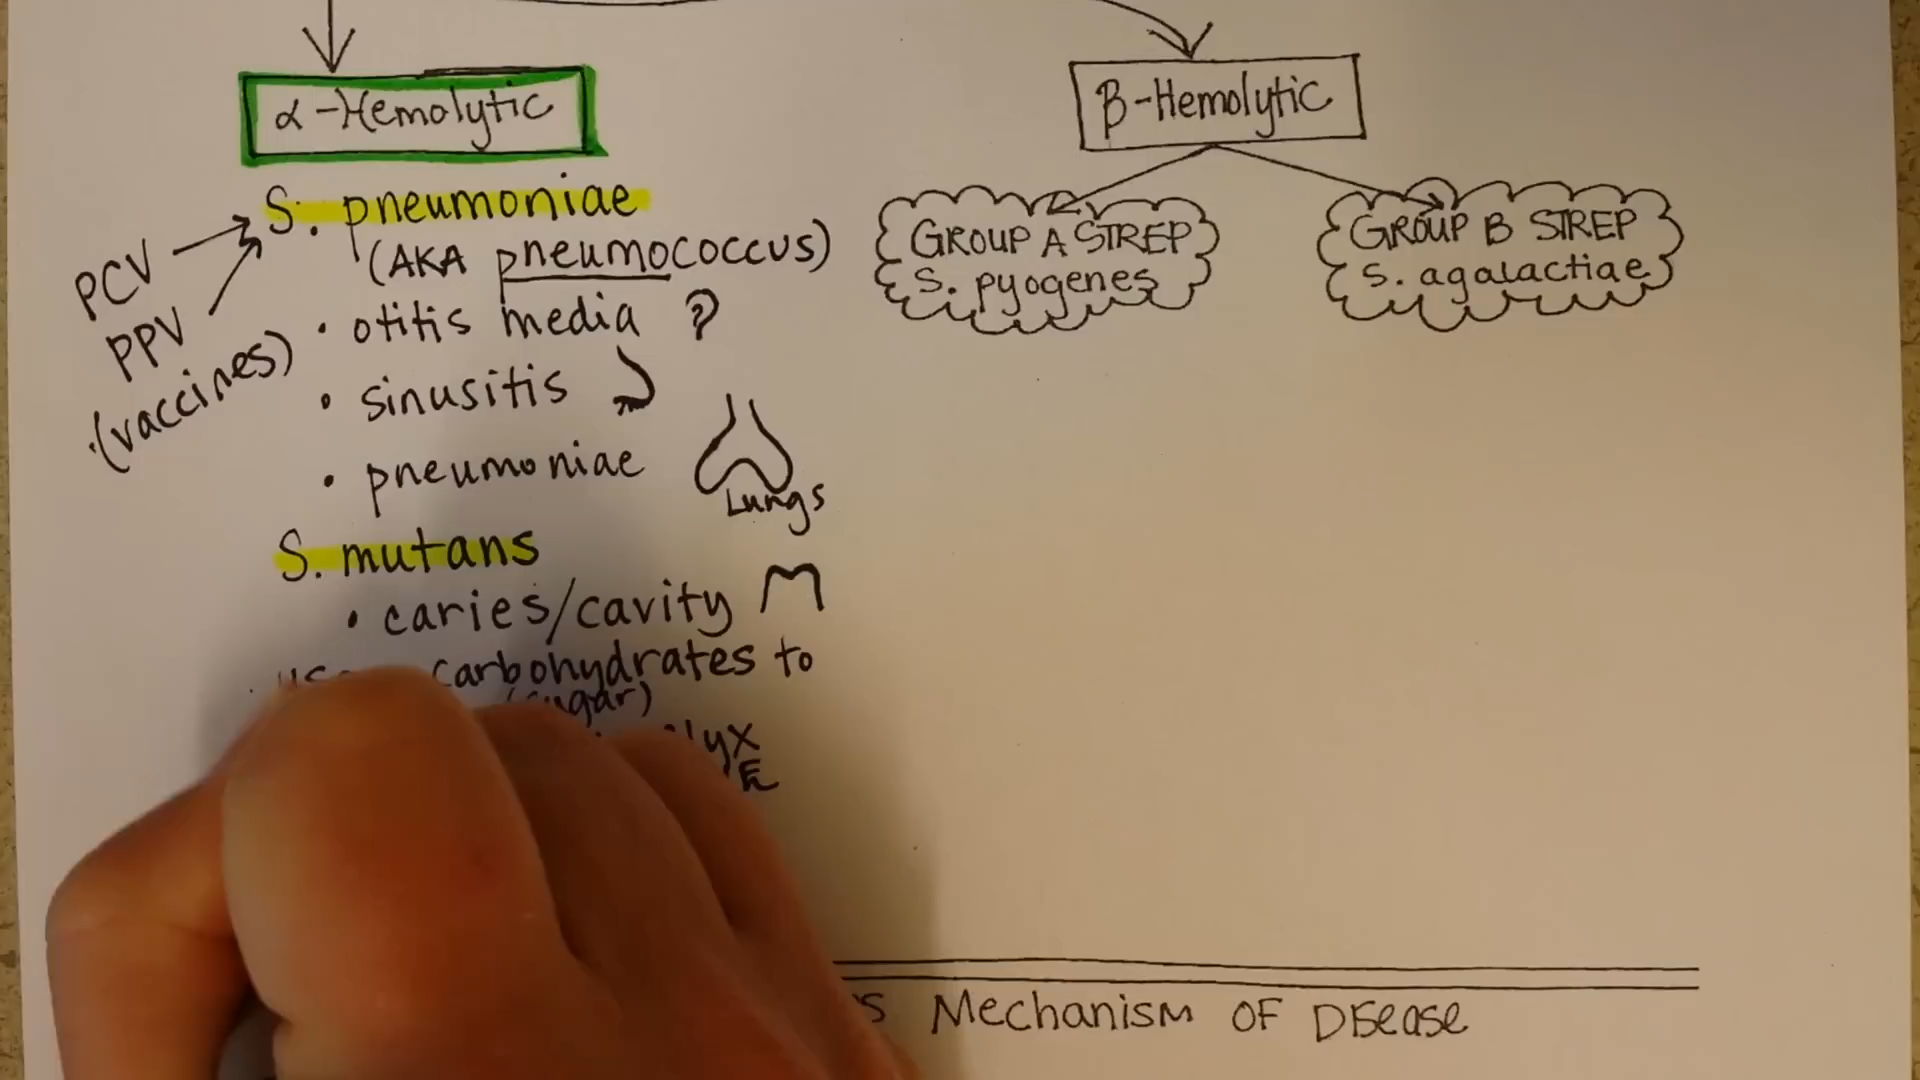 α-Hemolytic
S. pneumoniae
(AKA pneumococcus)
PCV
PPV
(vaccines)
• otitis media
• sinusitis
• pneumoniae
Lungs
S. mutans
• caries/cavity
carbohydrates to
(sugar)
β-Hemolytic
GROUP A STREP
S. pyogenes
GROUP B STREP
S. agalactiae
Mechanism OF DISEASE